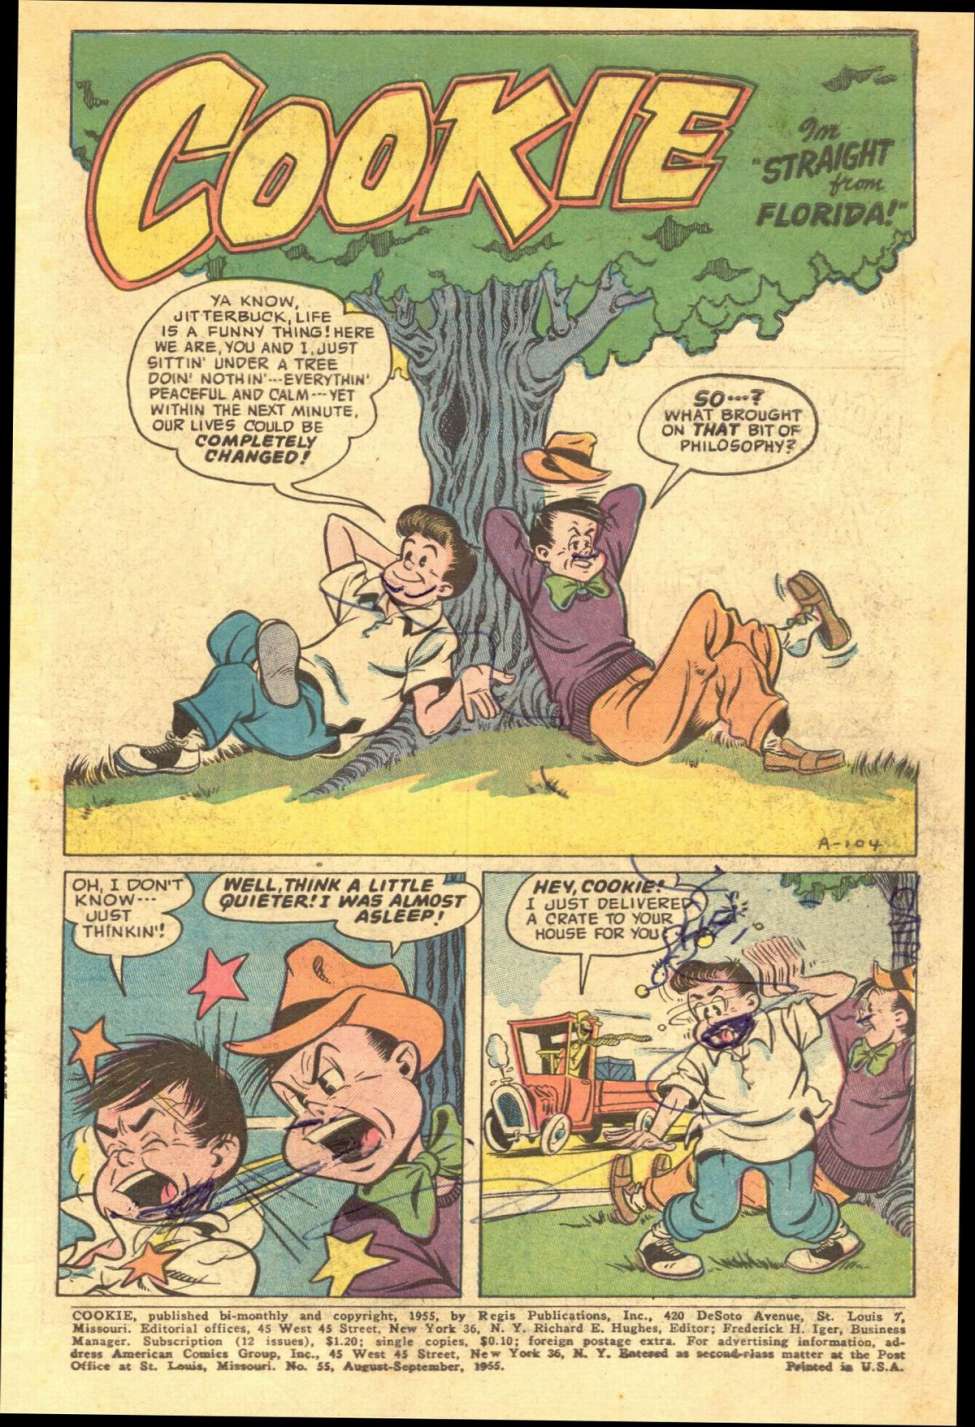 COOKIE
In
"STRAIGHT
from
FLORIDA!"
YA KNOW,
JITTERBUCK, LIFE
IS A FUNNY THING! HERE
WE ARE, YOU AND I, JUST
SITTIN' UNDER A TREE
DOIN' NOTHIN'---EVERYTHIN'
PEACEFUL AND CALM---YET
WITHIN THE NEXT MINUTE,
OUR LIVES COULD BE
COMPLETELY
CHANGED!
SO---?
WHAT BROUGHT
ON THAT BIT OF
PHILOSOPHY?
A-104
OH, I DON'T
KNOW---
JUST
THINKIN'!
WELL, THINK A LITTLE
QUIETER! I WAS ALMOST
ASLEEP!
HEY, COOKIE!
I JUST DELIVERED
A CRATE TO YOUR
HOUSE FOR YOU!
COOKIE, published bi-monthly and copyright, 1955, by Regis Publications, Inc., 420 DeSoto Avenue, St. Louis 7,
Missouri. Editorial offices, 45 West 45 Street, New York 36, N. Y. Richard E. Hughes, Editor; Frederick H. Iger, Business
Manager. Subscription (12 issues), $1.20; single copies, $0.10; foreign postage extra. For advertising information, ad-
dress American Comics Group, Inc., 45 West 45 Street, New York 36, N. Y. Entered as second-class matter at the Post
Office at St. Louis, Missouri. No. 55, August-September, 1955. Printed in U.S.A.